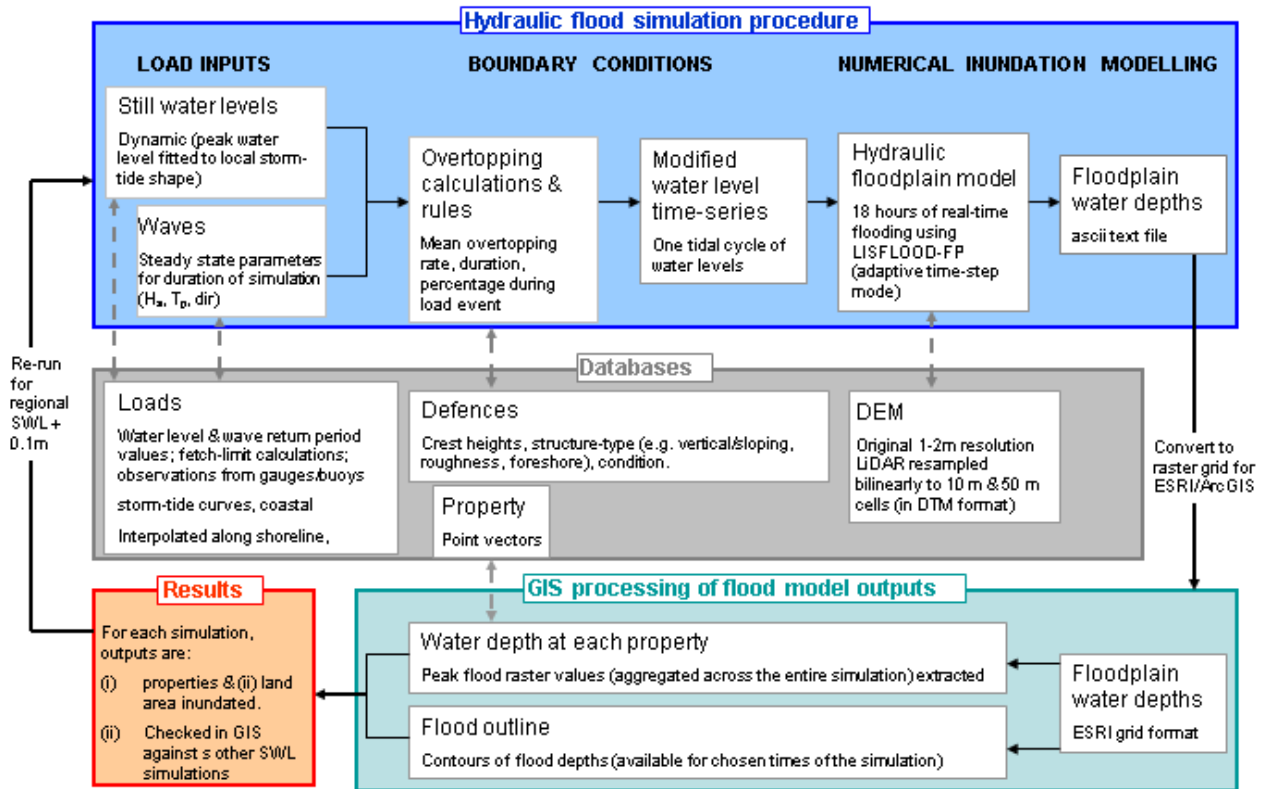 Hydraulic flood simulation procedure
LOAD INPUTS
BOUNDARY CONDITIONS
NUMERICAL INUNDATION MODELLING
Still water levels
Dynamic (peak water
level fitted to local storm-
tide shape)
Waves
Steady state parameters
for duration of simulation
(Hs, Tp, dir)
Overtopping
calculations &
rules
Mean overtopping
rate, duration,
percentage during
load event
Modified
water level
time-series
One tidal cycle of
water levels
Hydraulic
floodplain model
18 hours of real-time
flooding using
LISFLOOD-FP
(adaptive time-step
mode)
Floodplain
water depths
ascii text file
Re-run
for
regional
SWL +
0.1m
Databases
Loads
Water level & wave return period
values; fetch-limit calculations;
observations from gauges/buoys
storm-tide curves, coastal
Interpolated along shoreline,
Defences
Crest heights, structure-type (e.g. vertical/sloping,
roughness, foreshore), condition.
Property
Point vectors
DEM
Original 1-2m resolution
LiDAR resampled
bilinearly to 10 m & 50 m
cells (in DTM format)
Convert to
raster grid for
ESRI/ArcGIS
Results
For each simulation,
outputs are:
(i) properties & (ii) land
area inundated.
(ii) Checked in GIS
against s other SWL
simulations
GIS processing of flood model outputs
Water depth at each property
Peak flood raster values (aggregated across the entire simulation) extracted
Flood outline
Contours of flood depths (available for chosen times of the simulation)
Floodplain
water depths
ESRI grid format